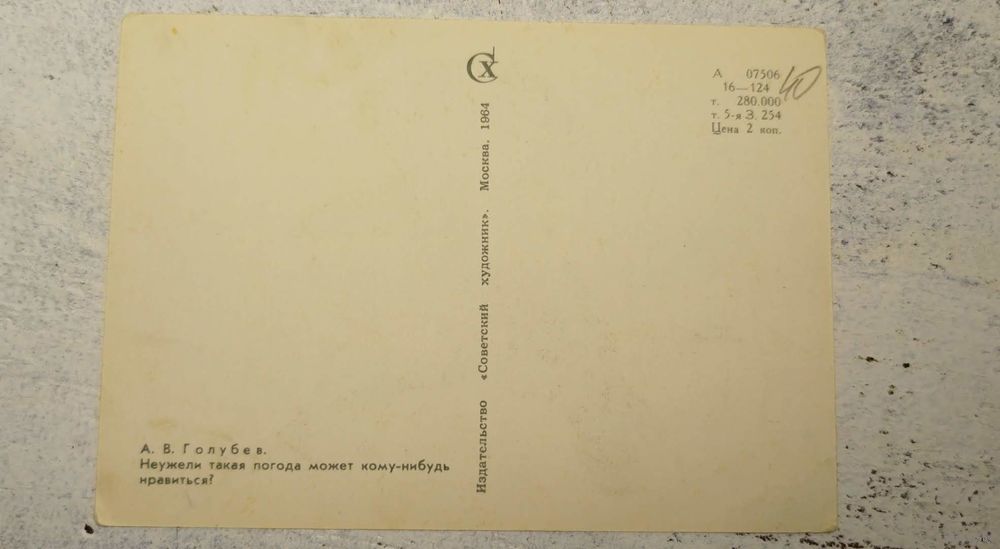 А. В. Голубев.
Неужели такая погода может кому-нибудь
нравиться?
Издательство «Советский художник». Москва. 1964
СХ
А 07506
16—124
т. 280.000
т. 5-я З. 254
Цена 2 коп.
40